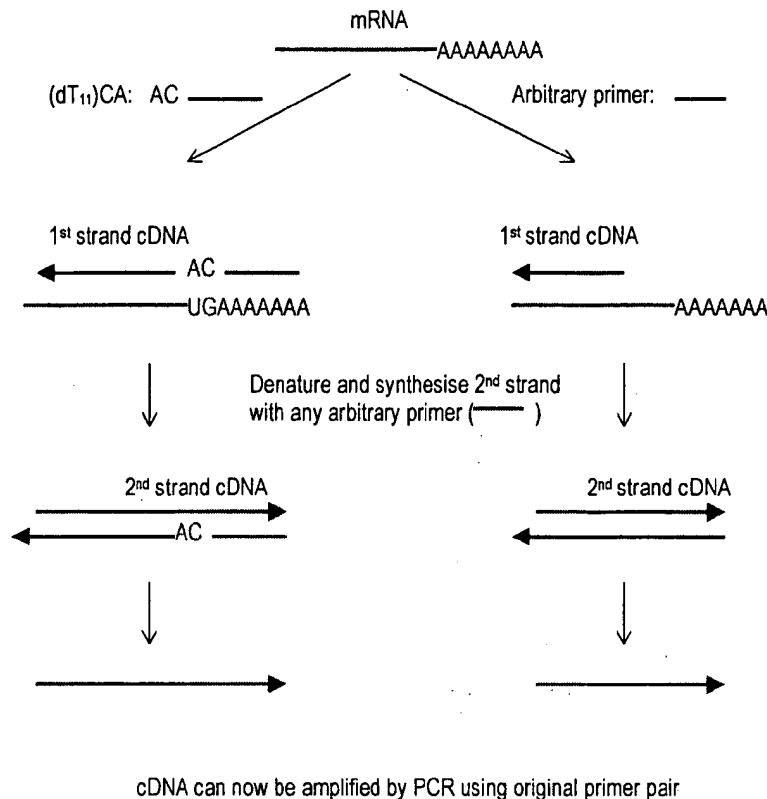 mRNA
AAAAAAAA
(dT₁₁)CA: AC
Arbitrary primer:
1st strand cDNA
1st strand cDNA
AC
UGAAAAAAA
AAAAAAA
Denature and synthesise 2nd strand
with any arbitrary primer ( )
2nd strand cDNA
2nd strand cDNA
AC
cDNA can now be amplified by PCR using original primer pair